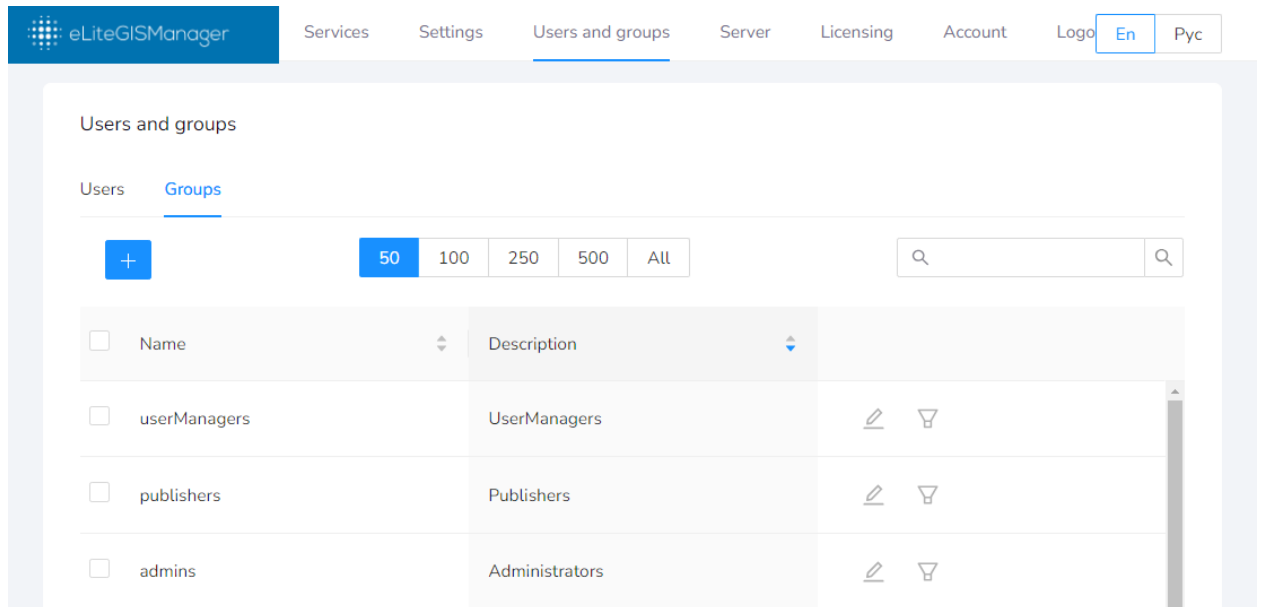 eLiteGISManager Services Settings Users and groups Server Licensing Account Logo En Рус
Users and groups
Users Groups
50 100 250 500 All
Name Description
userManagers UserManagers
publishers Publishers
admins Administrators